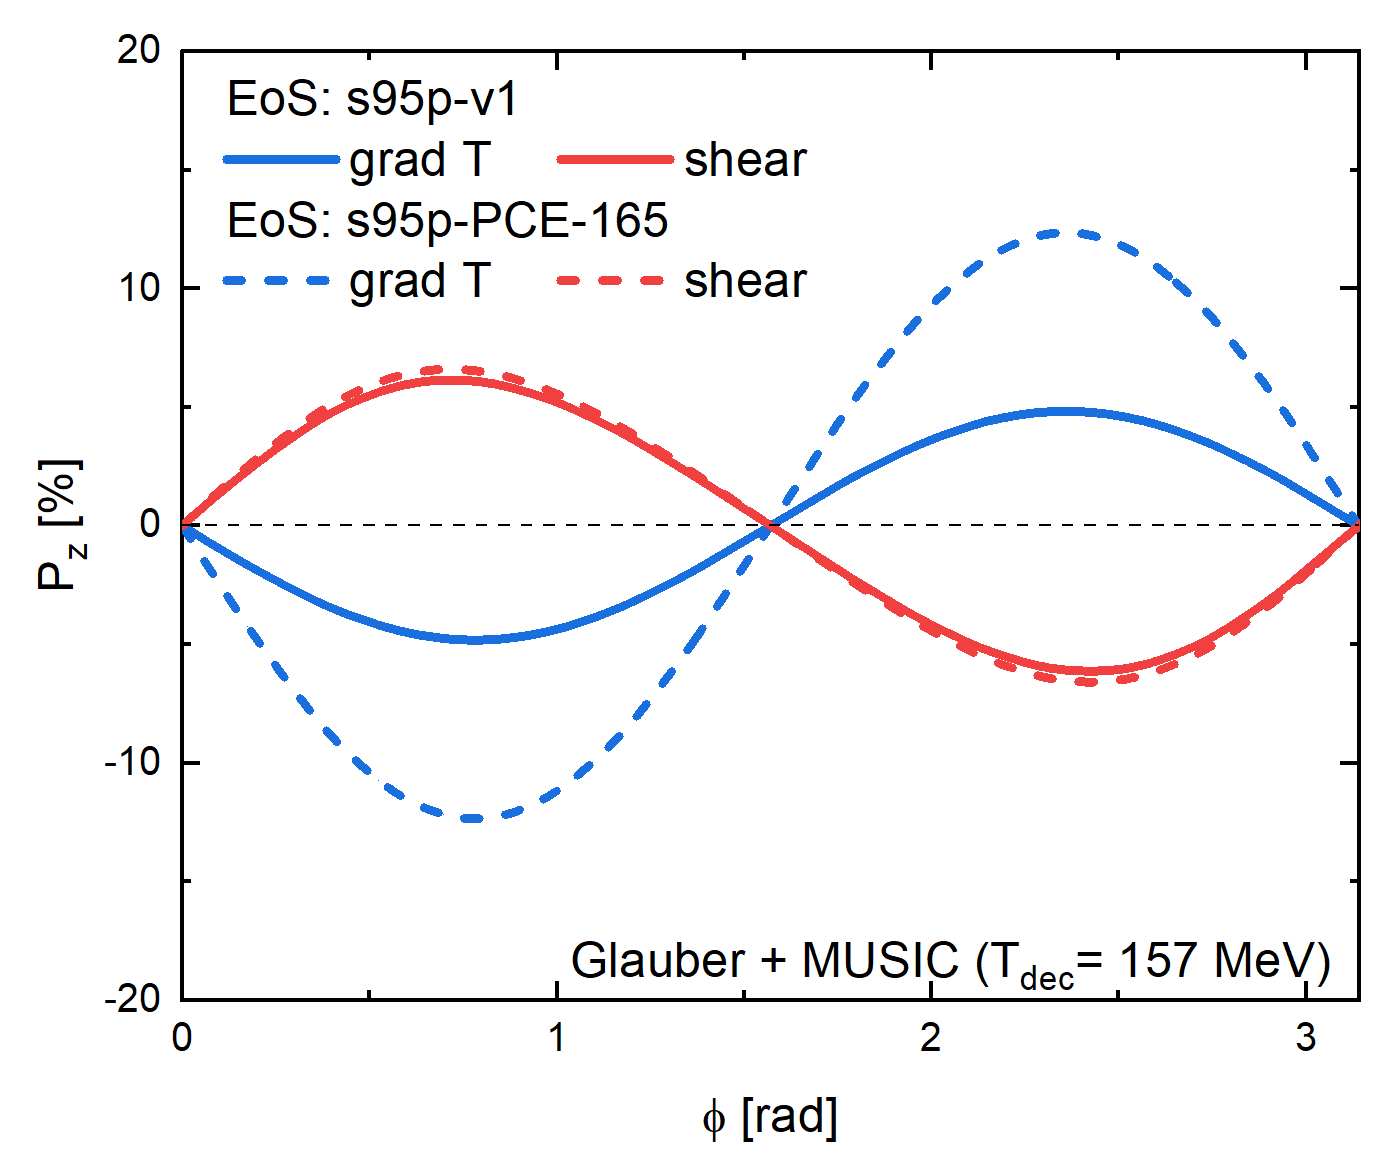 20
10
0
-10
-20
P_z [%]
EoS: s95p-v1
grad T shear
EoS: s95p-PCE-165
grad T shear
Glauber + MUSIC (T_dec= 157 MeV)
0 1 2 3
ϕ [rad]